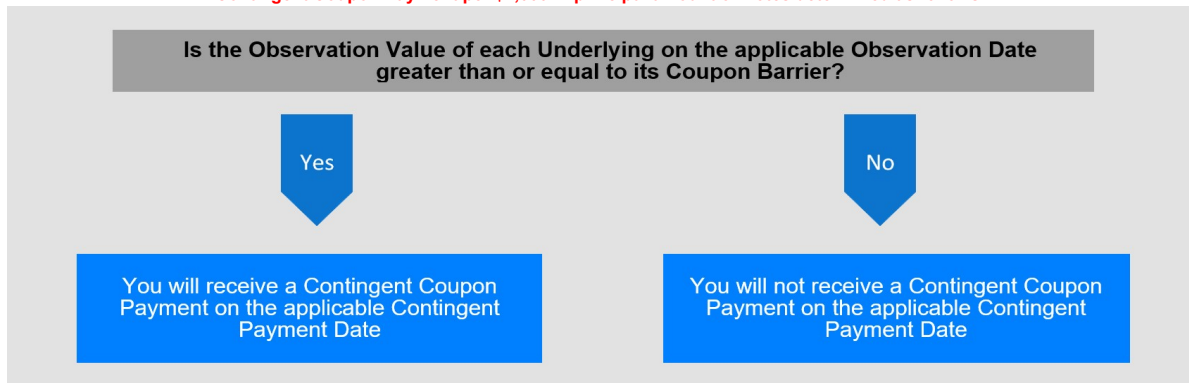 Is the Observation Value of each Underlying on the applicable Observation Date
greater than or equal to its Coupon Barrier?
Yes
No
You will receive a Contingent Coupon
Payment on the applicable Contingent
Payment Date
You will not receive a Contingent Coupon
Payment on the applicable Contingent
Payment Date